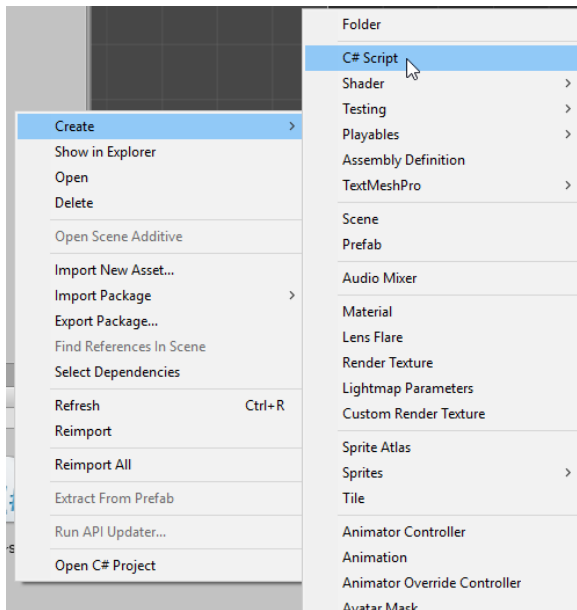 Create
Show in Explorer
Open
Delete
Open Scene Additive
Import New Asset...
Import Package
Export Package...
Find References In Scene
Select Dependencies
Refresh Ctrl+R
Reimport
Reimport All
Extract From Prefab
Run API Updater...
Open C# Project
Folder
C# Script
Shader
Testing
Playables
Assembly Definition
TextMeshPro
Scene
Prefab
Audio Mixer
Material
Lens Flare
Render Texture
Lightmap Parameters
Custom Render Texture
Sprite Atlas
Sprites
Tile
Animator Controller
Animation
Animator Override Controller
Avatar Mask